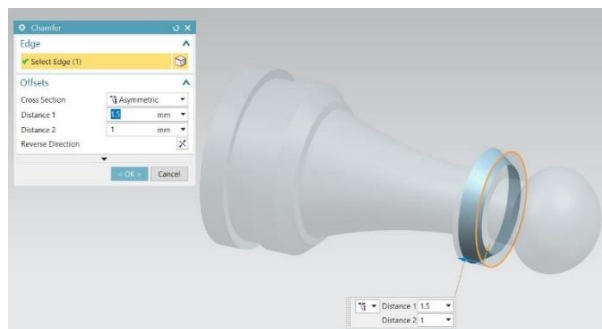 Chamfer
Edge
Select Edge (1)
Offsets
Cross Section Asymmetric
Distance 1 1.5 mm
Distance 2 1 mm
Reverse Direction
< OK > Cancel
Distance 1 1.5
Distance 2 1